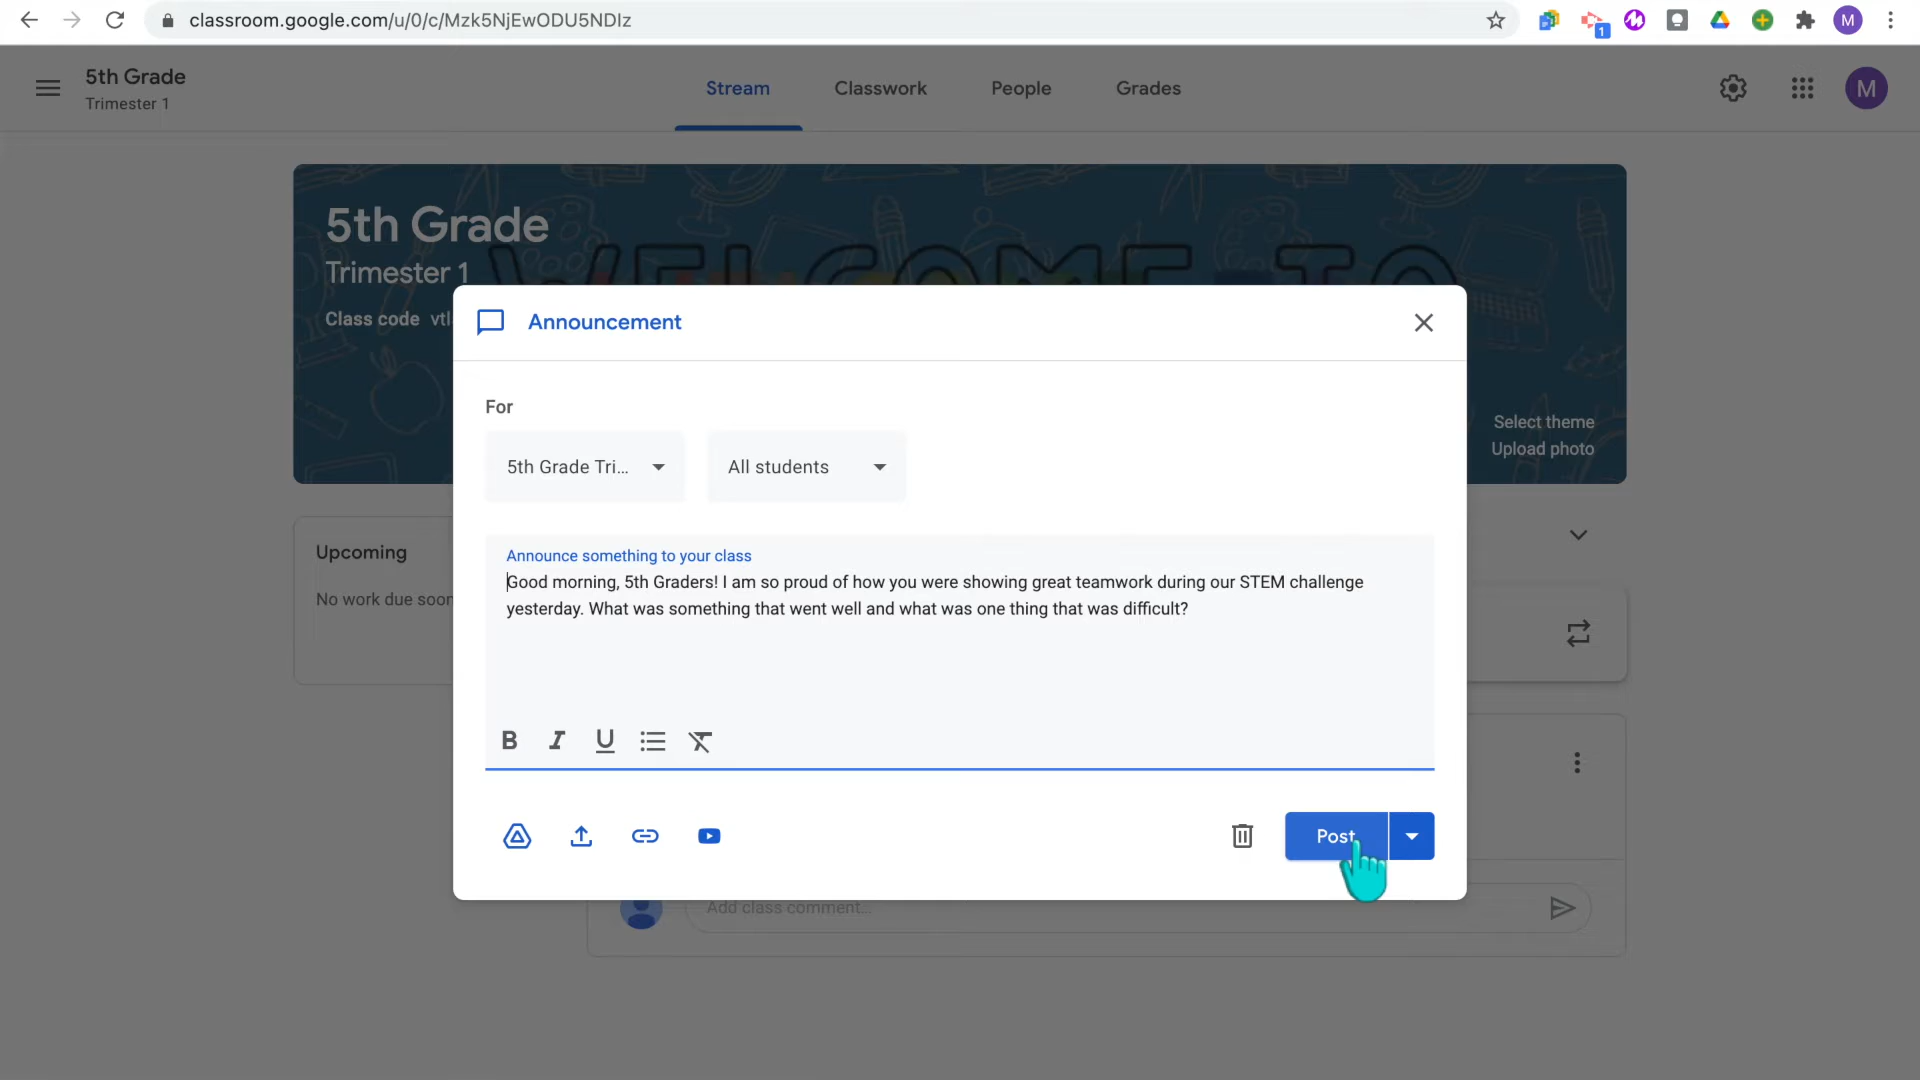 classroom.google.com/u/0/c/Mzk5NjEwODU5NDIz
1
M
5th Grade
Trimester 1
Stream
Classwork
People
Grades
M
5th Grade
Trimester 1
WELCOME TO
Class code vtl
Select theme
Upload photo
Announcement
For
5th Grade Tri...
All students
Upcoming
No work due soon
Announce something to your class
Good morning, 5th Graders! I am so proud of how you were showing great teamwork during our STEM challenge
yesterday. What was something that went well and what was one thing that was difficult?
B I U
Post
Add class comment...